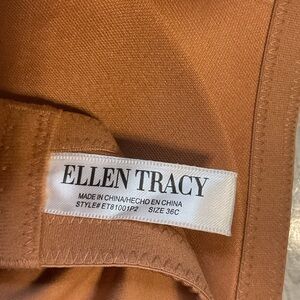 ELLEN TRACY
MADE IN CHINA/HECHO EN CHINA
STYLE# ET81001P2 SIZE 36C